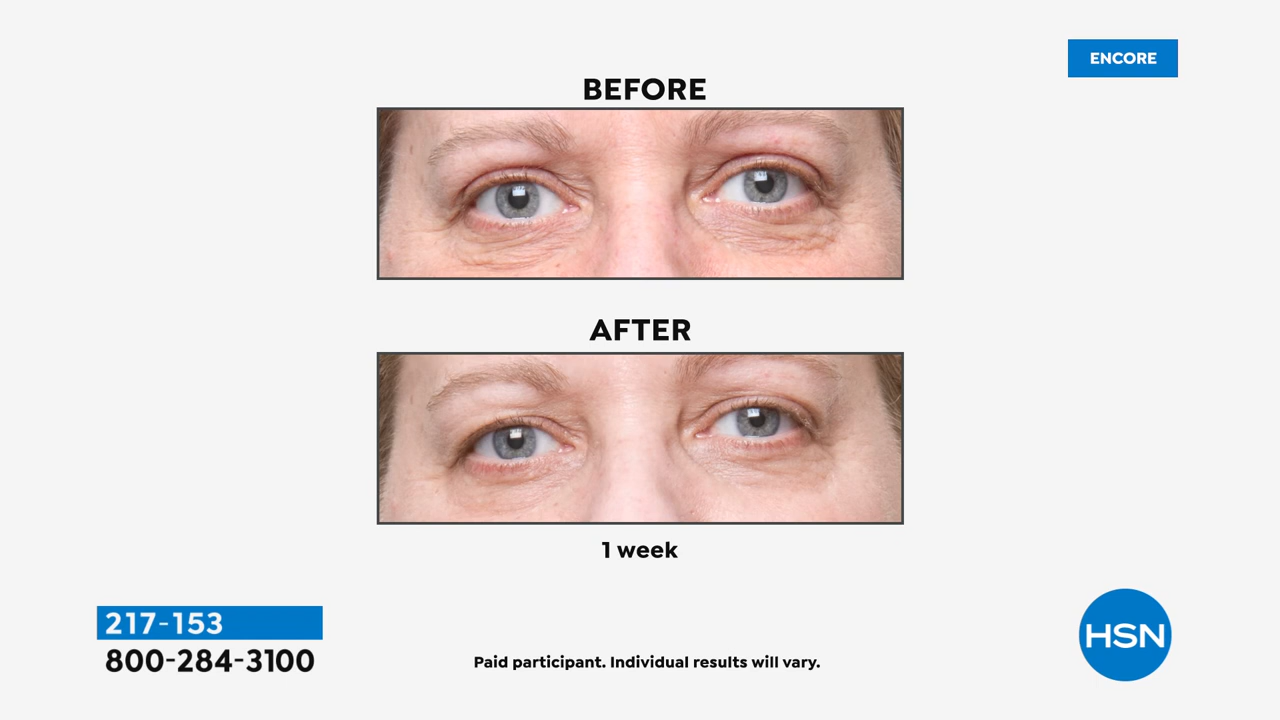 ENCORE
BEFORE
AFTER
1 week
217-153
800-284-3100
Paid participant. Individual results will vary.
HSN